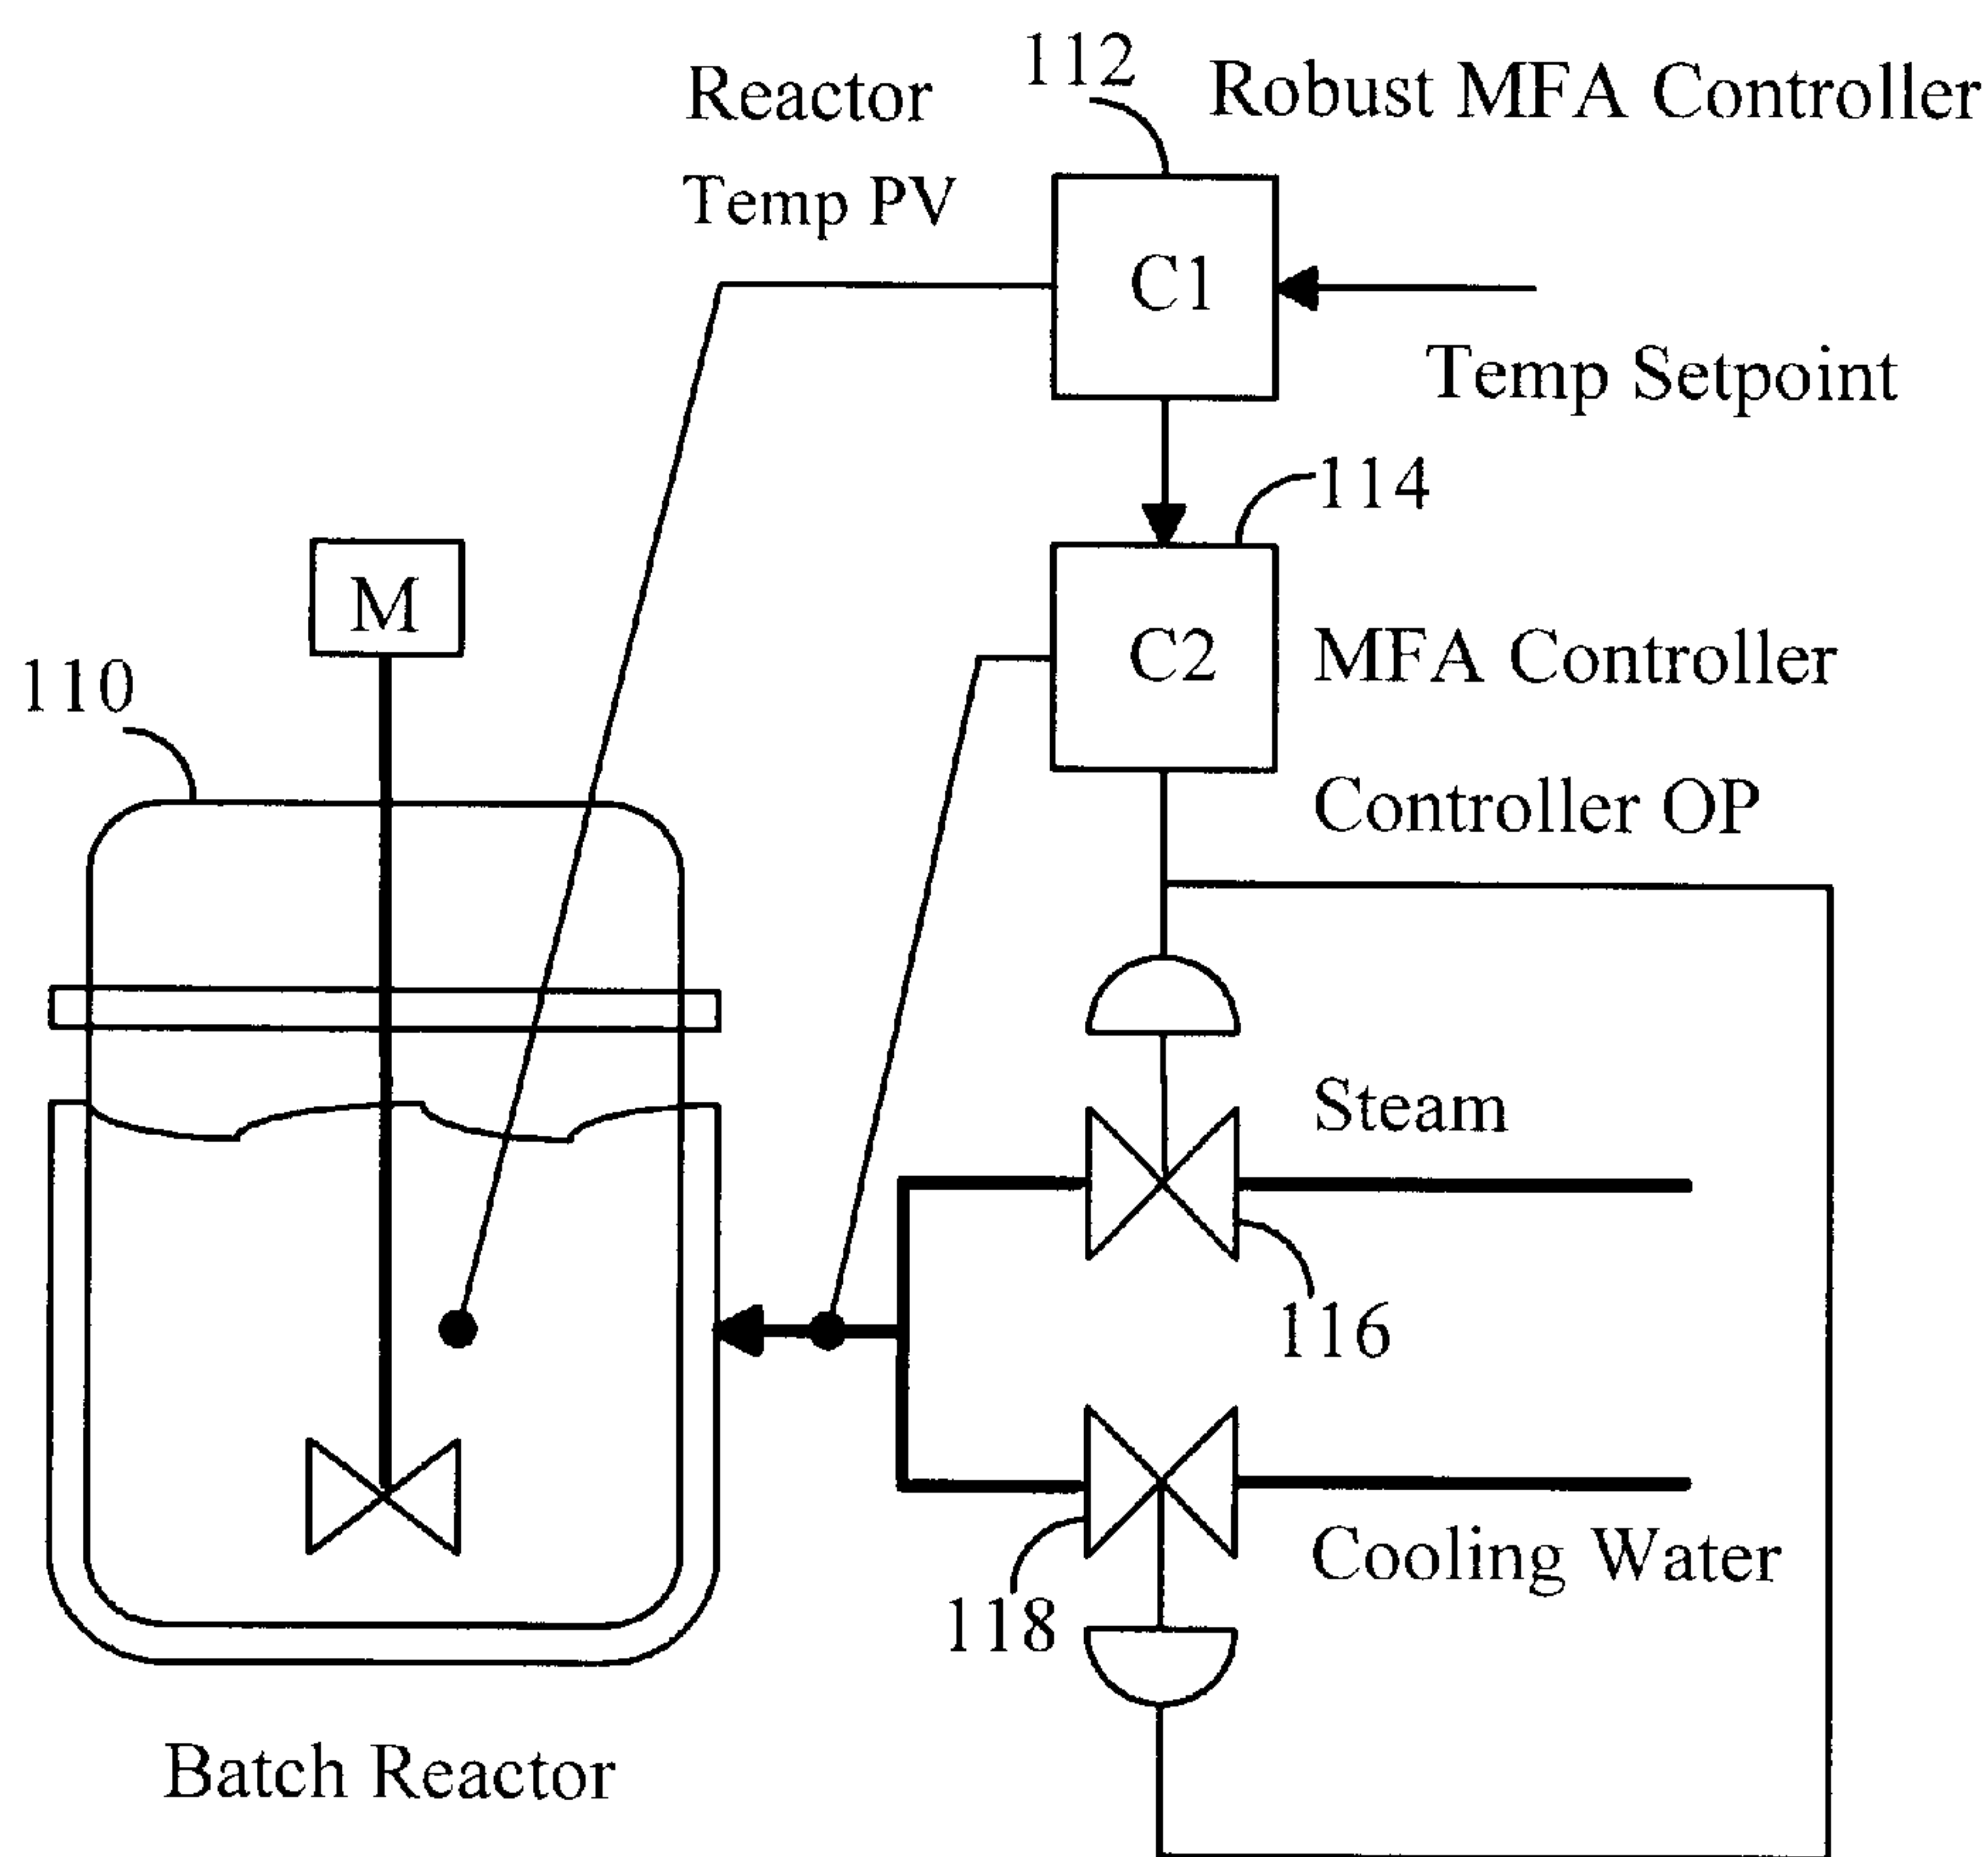 112
Robust MFA Controller
Reactor
Temp PV
C1
Temp Setpoint
114
M
C2
MFA Controller
110
Controller OP
Steam
116
Cooling Water
118
Batch Reactor